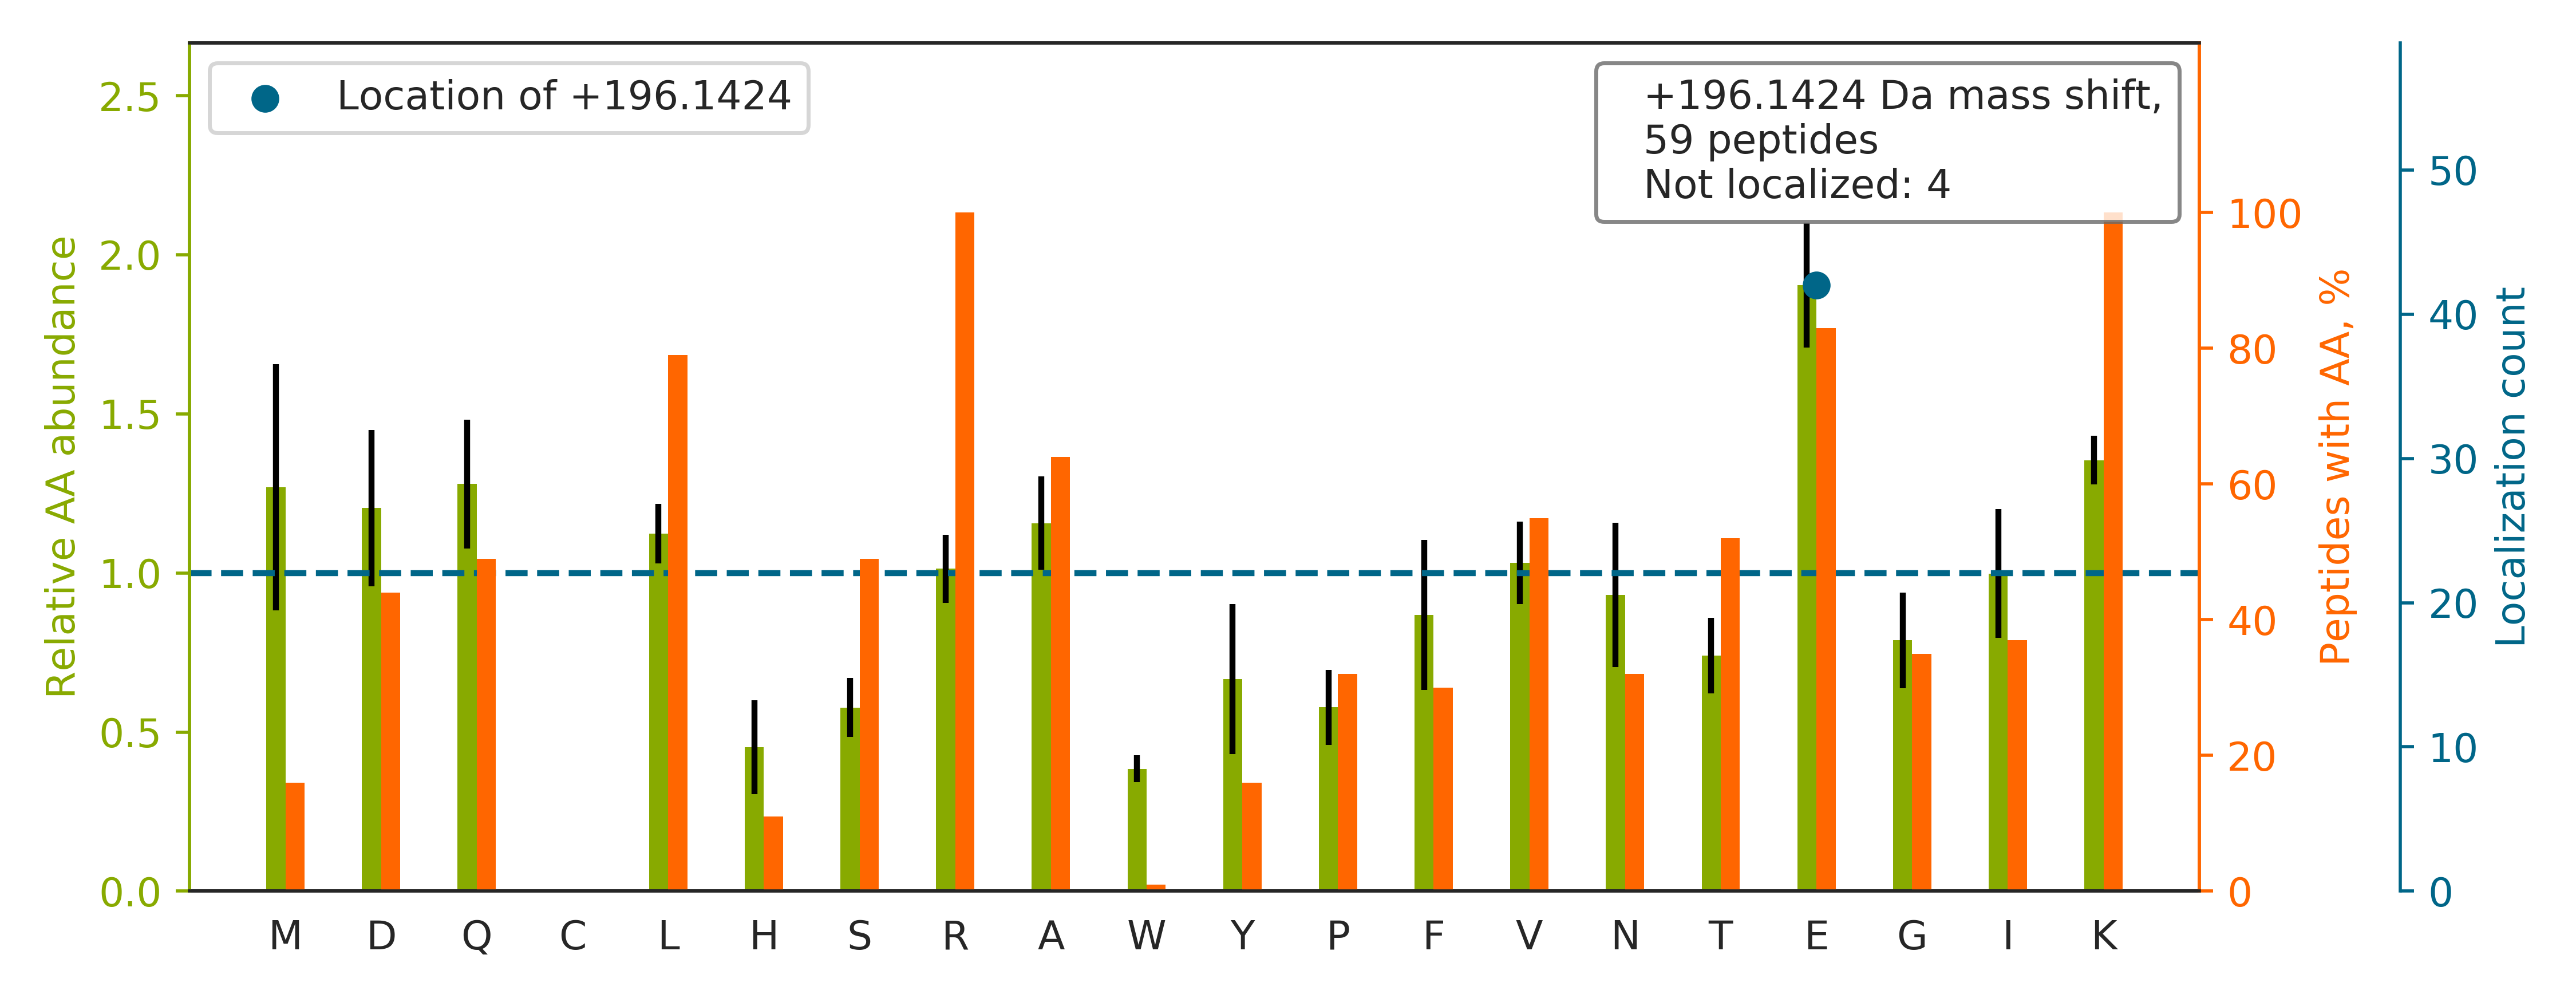 Location of +196.1424
+196.1424 Da mass shift,
59 peptides
Not localized: 4
Relative AA abundance
2.5
2.0
1.5
1.0
0.5
0.0
M D Q C L H S R A W Y P F V N T E G I K
100
80
60
40
20
0
Peptides with AA, %
50
40
30
20
10
0
Localization count